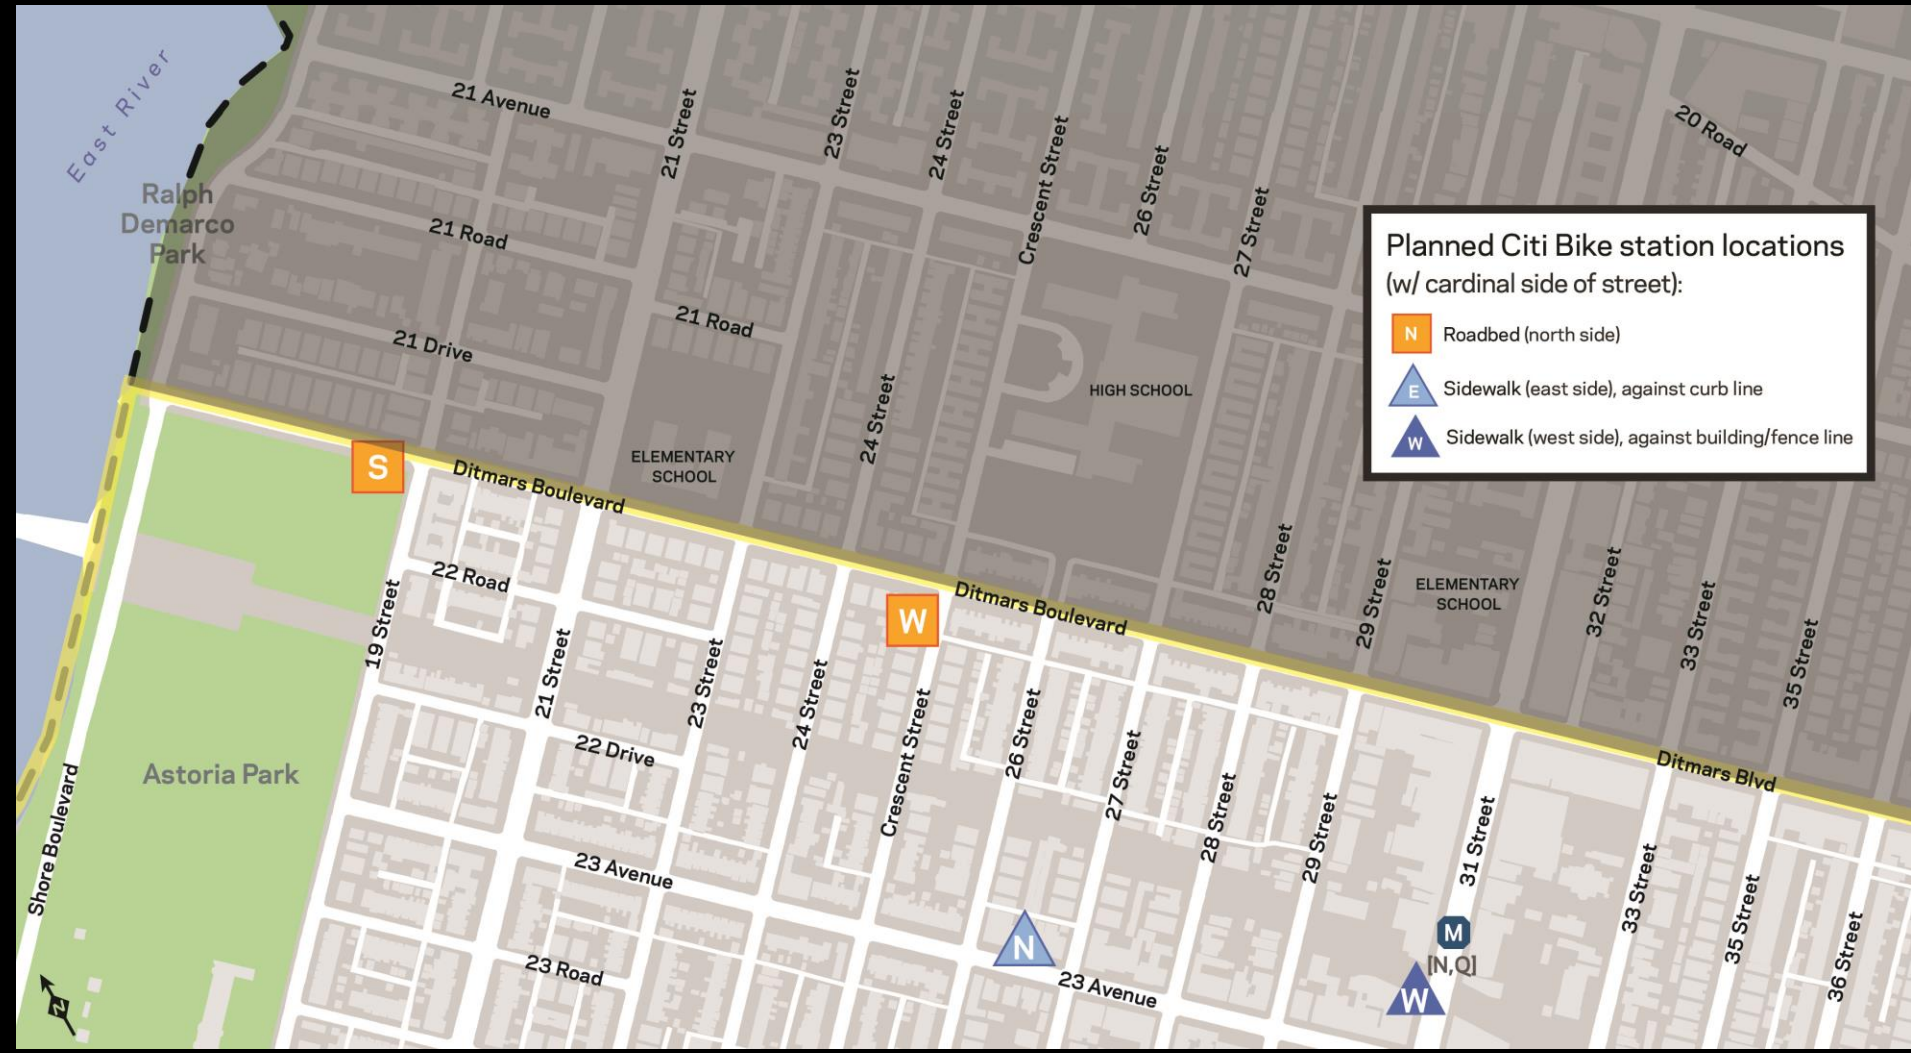 East River
21 Avenue
21 Street
23 Street
24 Street
Crescent Street
26 Street
27 Street
20 Road
Ralph
Demarco
Park
21 Road
21 Road
21 Drive
24 Street
HIGH SCHOOL
ELEMENTARY
SCHOOL
Planned Citi Bike station locations
(w/ cardinal side of street):
N Roadbed (north side)
E Sidewalk (east side), against curb line
W Sidewalk (west side), against building/fence line
S
Ditmars Boulevard
28 Street
29 Street
ELEMENTARY
SCHOOL
32 Street
33 Street
35 Street
22 Road
19 Street
W
Ditmars Boulevard
21 Street
23 Street
24 Street
Crescent Street
26 Street
27 Street
28 Street
29 Street
31 Street
Ditmars Blvd
22 Drive
Astoria Park
Shore Boulevard
23 Avenue
33 Street
35 Street
36 Street
N
M
[N,Q]
W
23 Road
23 Avenue
N